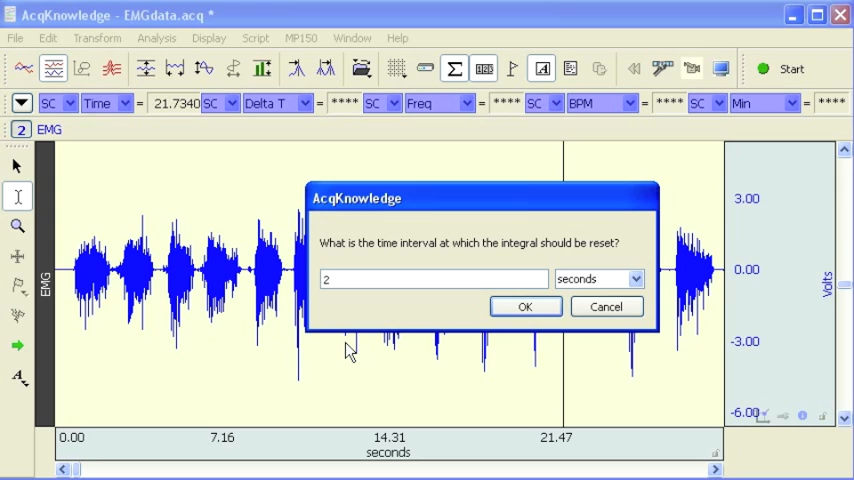 AcqKnowledge - EMGdata.acq *
File Edit Transform Analysis Display Script MP150 Window Help
Start
SC Time = 21.7340 SC Delta T = **** SC Freq = **** SC BPM = **** SC Min = ****
2 EMG
AcqKnowledge
What is the time interval at which the integral should be reset?
2 seconds
OK Cancel
EMG
3.00
0.00
-3.00
-6.00
Volts
0.00 7.16 14.31 21.47
seconds